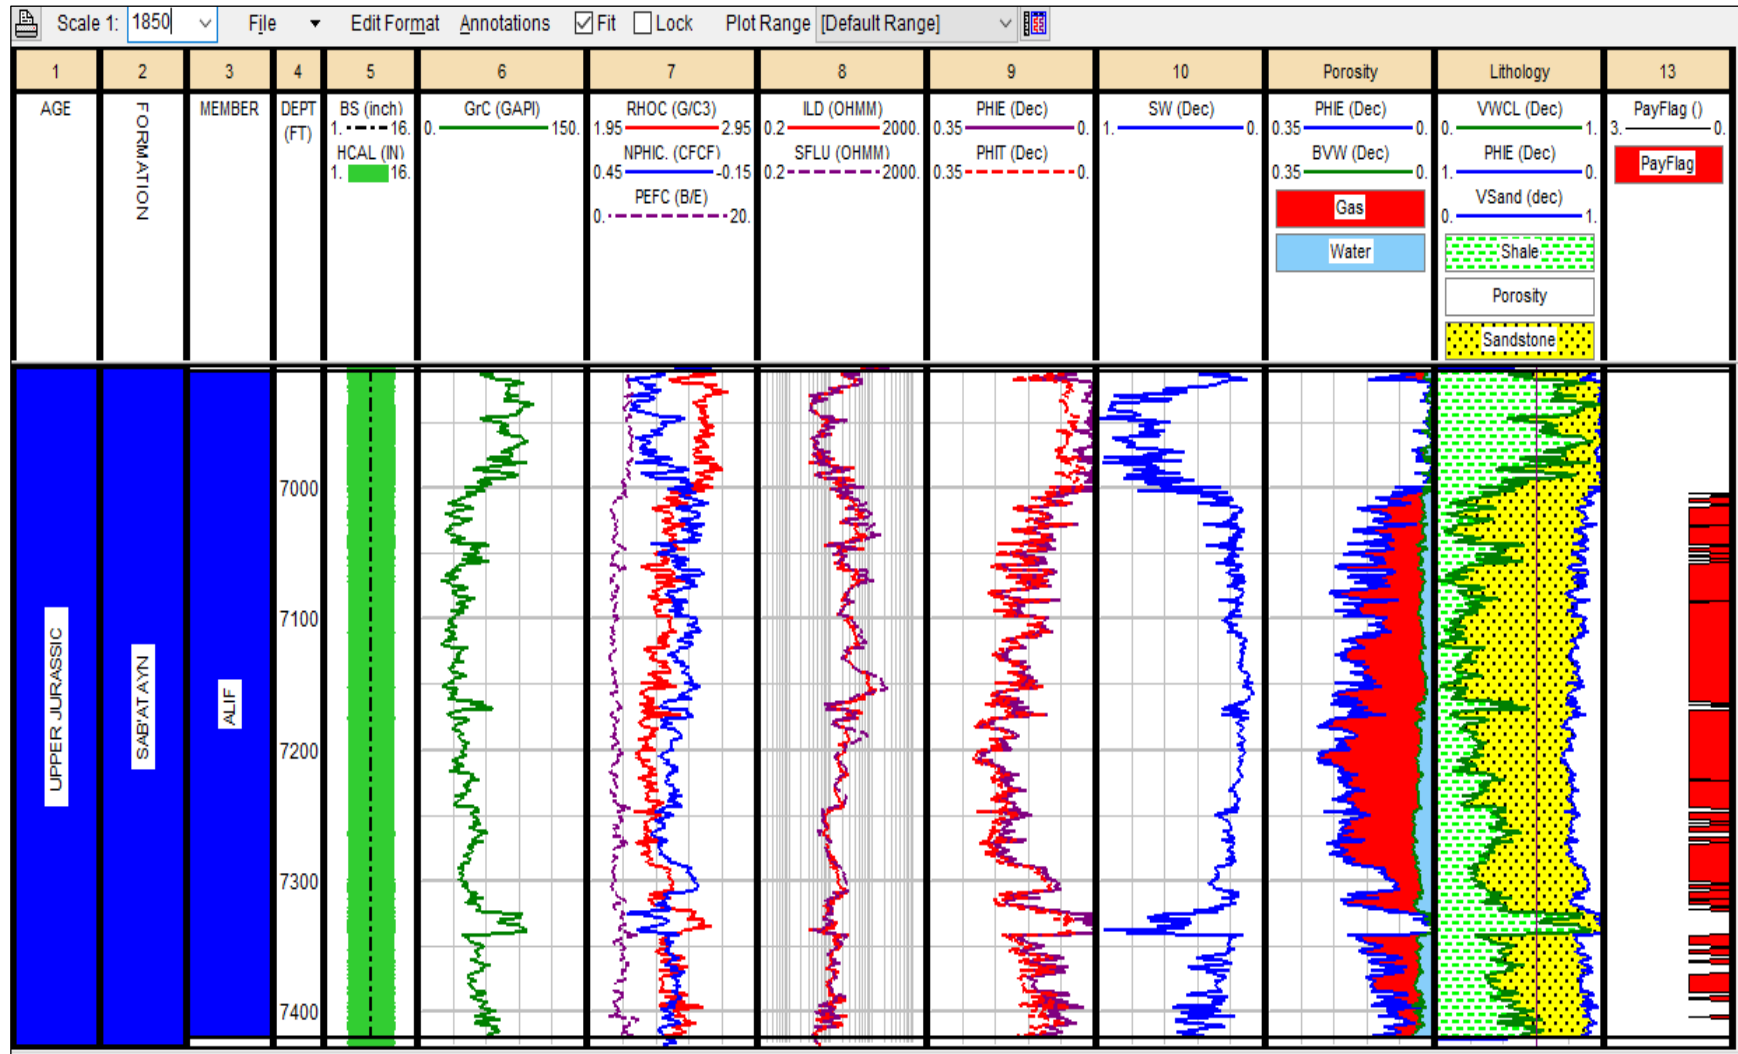 Scale 1: 1850 File Edit Format Annotations Fit Lock Plot Range [Default Range]
1 2 3 4 5 6 7 8 9 10 Porosity Lithology 13
AGE
FORMATION
MEMBER
DEPT
(FT)
BS (inch)
1. 16.
HCAL (IN)
1. 16.
GrC (GAPI)
0. 150.
RHOC (G/C3)
1.95 2.95
NPHIC. (CFCF)
0.45 -0.15
PEFC (B/E)
0. 20.
ILD (OHMM)
0.2 2000.
SFLU (OHMM)
0.2 2000.
PHIE (Dec)
0.35 0.
PHIT (Dec)
0.35 0.
SW (Dec)
1. 0.
PHIE (Dec)
0.35 0.
BVW (Dec)
0.35 0.
Gas
Water
VWCL (Dec)
0. 1.
PHIE (Dec)
1. 0.
VSand (dec)
0. 1.
Shale
Porosity
Sandstone
PayFlag ()
3. 0.
PayFlag
UPPER JURASSIC
SAB'AT AYN
ALIF
7000
7100
7200
7300
7400